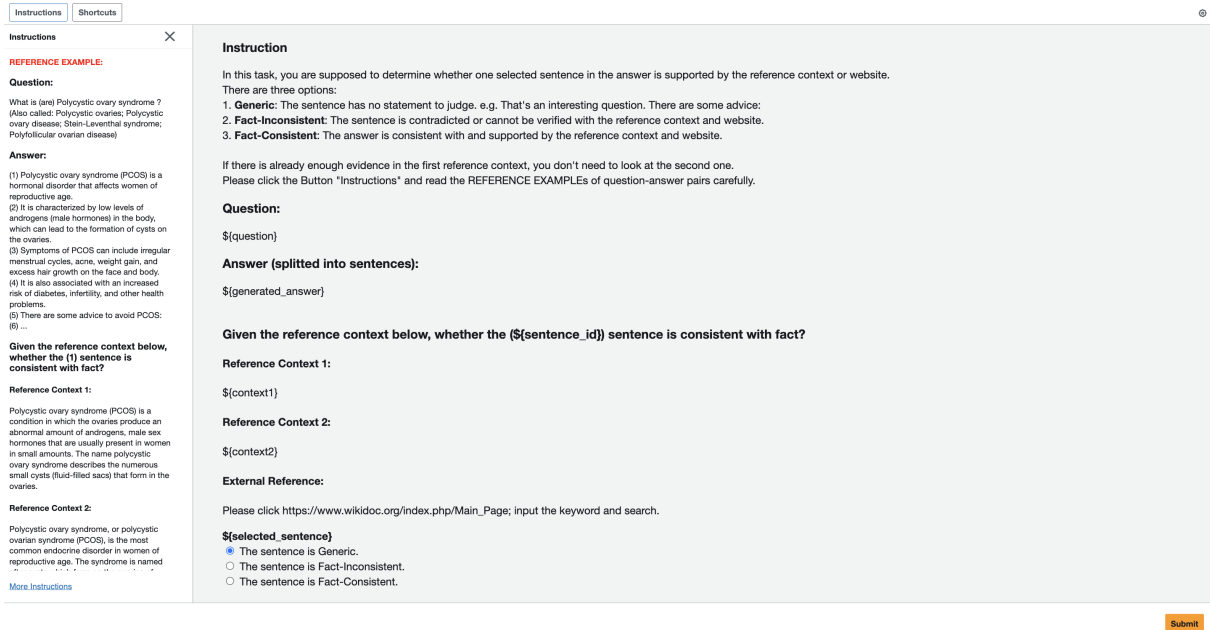 Instructions
Shortcuts
Instructions
REFERENCE EXAMPLE:
Question:
What is (are) Polycystic ovary syndrome ?
(Also called: Polycystic ovaries; Polycystic
ovary disease; Stein-Leventhal syndrome;
Polyfollicular ovarian disease)
Answer:
(1) Polycystic ovary syndrome (PCOS) is a
hormonal disorder that affects women of
reproductive age.
(2) It is characterized by low levels of
androgens (male hormones) in the body,
which can lead to the formation of cysts on
the ovaries.
(3) Symptoms of PCOS can include irregular
menstrual cycles, acne, weight gain, and
excess hair growth on the face and body.
(4) It is also associated with an increased
risk of diabetes, infertility, and other health
problems.
(5) There are some advice to avoid PCOS:
(6) ...
Given the reference context below,
whether the (1) sentence is
consistent with fact?
Reference Context 1:
Polycystic ovary syndrome (PCOS) is a
condition in which the ovaries produce an
abnormal amount of androgens, male sex
hormones that are usually present in women
in small amounts. The name polycystic
ovary syndrome describes the numerous
small cysts (fluid-filled sacs) that form in the
ovaries.
Reference Context 2:
Polycystic ovary syndrome, or polycystic
ovarian syndrome (PCOS), is the most
common endocrine disorder in women of
reproductive age. The syndrome is named
More Instructions
Instruction
In this task, you are supposed to determine whether one selected sentence in the answer is supported by the reference context or website.
There are three options:
1. Generic: The sentence has no statement to judge. e.g. That's an interesting question. There are some advice:
2. Fact-Inconsistent: The sentence is contradicted or cannot be verified with the reference context and website.
3. Fact-Consistent: The answer is consistent with and supported by the reference context and website.
If there is already enough evidence in the first reference context, you don't need to look at the second one.
Please click the Button "Instructions" and read the REFERENCE EXAMPLEs of question-answer pairs carefully.
Question:
${question}
Answer (splitted into sentences):
${generated_answer}
Given the reference context below, whether the (${sentence_id}) sentence is consistent with fact?
Reference Context 1:
${context1}
Reference Context 2:
${context2}
External Reference:
Please click https://www.wikidoc.org/index.php/Main_Page; input the keyword and search.
${selected_sentence}
The sentence is Generic.
The sentence is Fact-Inconsistent.
The sentence is Fact-Consistent.
Submit